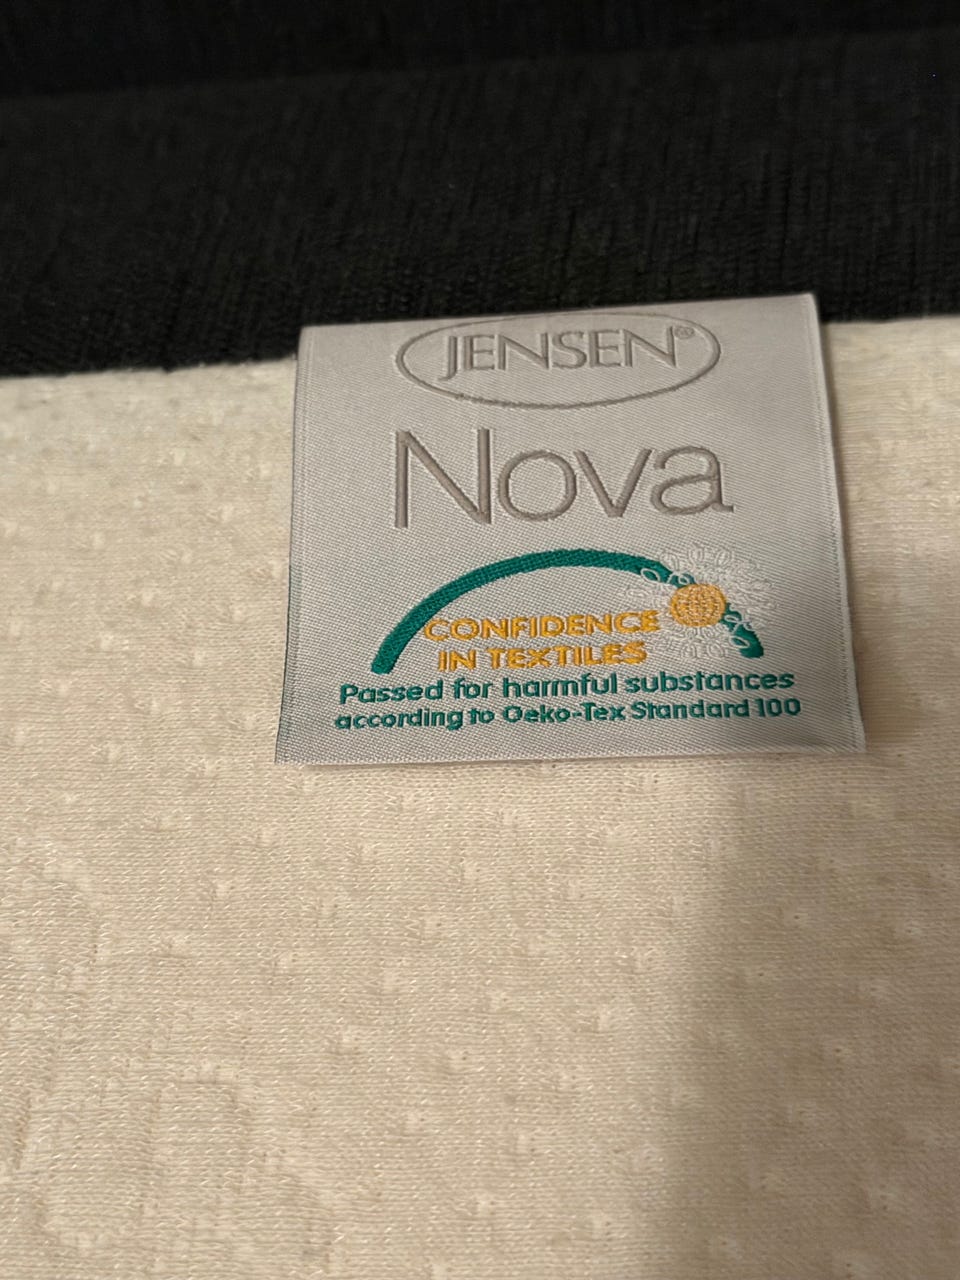 JENSEN®
Nova
CONFIDENCE
IN TEXTILES
Passed for harmful substances
according to Oeko-Tex Standard 100